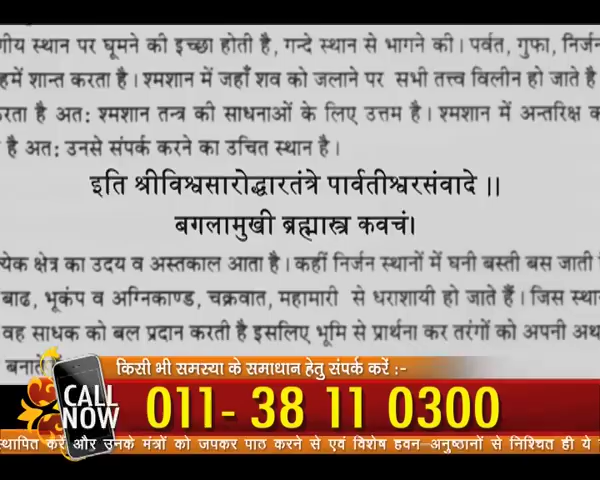 णीय स्थान पर घूमने की इच्छा होती है, गन्दे स्थान से भागने की। पर्वत, गुफा, निर्जन
हमें शान्त करता है। श्मशान में जहाँ शव को जलाने पर सभी तत्त्व विलीन हो जाते है
करता है अतः श्मशान तन्त्र की साधनाओं के लिए उत्तम है। श्मशान में अन्तरिक्ष क
है अतः उनसे संपर्क करने का उचित स्थान है।
इति श्रीविश्वसारोद्धारतंत्रे पार्वतीश्वरसंवादे ॥
बगलामुखी ब्रह्मास्त्र कवचं।
येक क्षेत्र का उदय व अस्तकाल आता है। कहीं निर्जन स्थानों में घनी बस्ती बस जाती
बाढ, भूकंप व अग्निकाण्ड, चक्रवात, महामारी से धराशायी हो जाते हैं। जिस स्था
वह साधक को बल प्रदान करती है इसलिए भूमि से प्रार्थना कर तरंगों को अपनी अथ
बनाते
किसी भी समस्या के समाधान हेतु संपर्क करें :-
CALL NOW
011- 38 11 0300
स्थापित करें और उनके मंत्रों को जपकर पाठ करने से एवं विशेष हवन-अनुष्ठानों से निश्चित ही ये